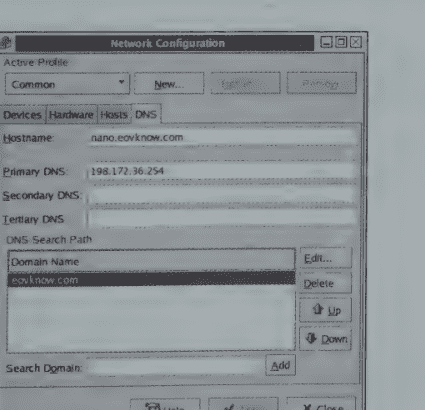 Network Configuration
Active Profile
Common New...
Devices Hardware Hosts DNS
Hostname: nano.eovknow.com
Primary DNS: 198.172.36.254
Secondary DNS:
Tertiary DNS
DNS Search Path
Domain Name
eovknow.com
Edit...
Delete
Up
Down
Search Domain: Add
Help Close